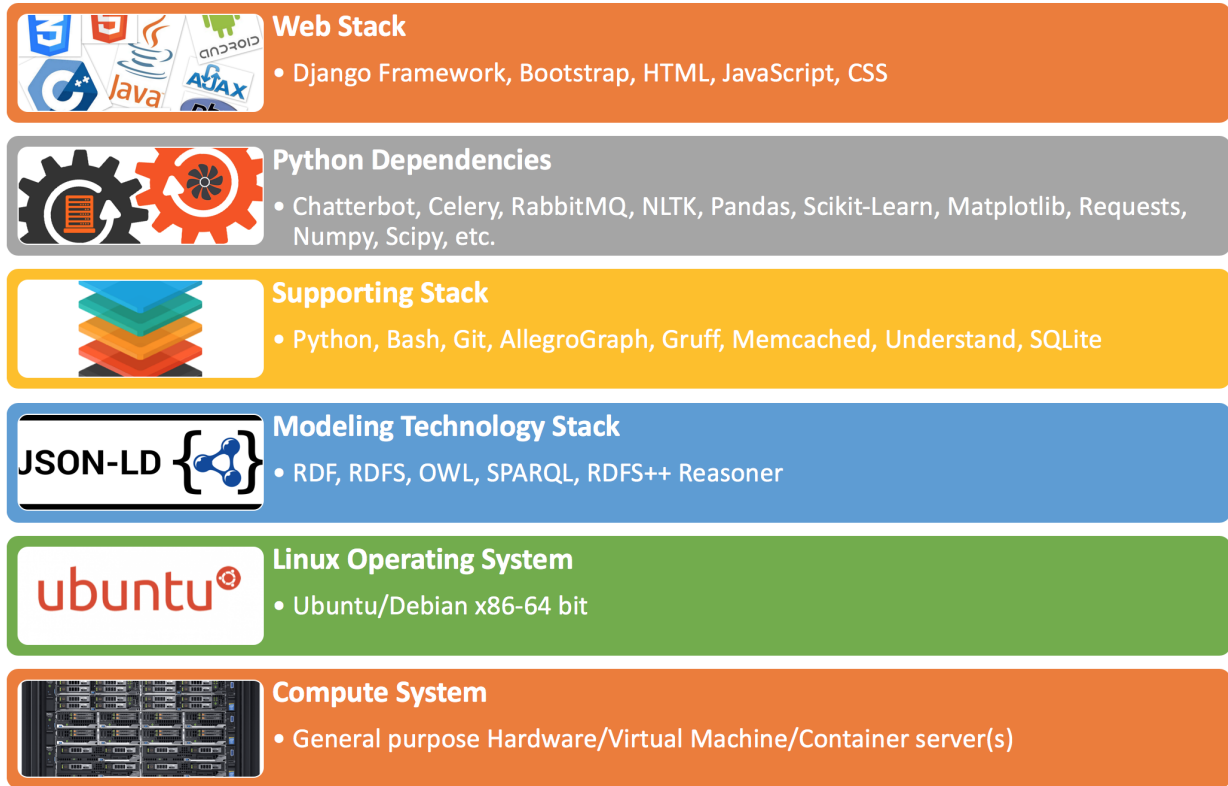 Web Stack
• Django Framework, Bootstrap, HTML, JavaScript, CSS
ANDROID
Java
AJAX
Python Dependencies
• Chatterbot, Celery, RabbitMQ, NLTK, Pandas, Scikit-Learn, Matplotlib, Requests,
Numpy, Scipy, etc.
Supporting Stack
• Python, Bash, Git, AllegroGraph, Gruff, Memcached, Understand, SQLite
Modeling Technology Stack
JSON-LD
• RDF, RDFS, OWL, SPARQL, RDFS++ Reasoner
Linux Operating System
ubuntu
• Ubuntu/Debian x86-64 bit
Compute System
• General purpose Hardware/Virtual Machine/Container server(s)